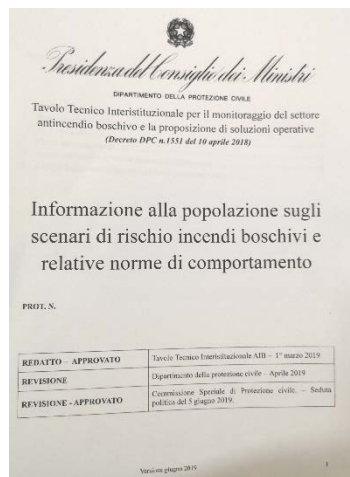 Presidenza del Consiglio dei Ministri
DIPARTIMENTO DELLA PROTEZIONE CIVILE
Tavolo Tecnico Interistituzionale per il monitoraggio del settore
antincendio boschivo e la proposizione di soluzioni operative
(Decreto DPC n.1551 del 10 aprile 2018)
Informazione alla popolazione sugli
scenari di rischio incendi boschivi e
relative norme di comportamento
PROT. N.
REDATTO – APPROVATO Tavolo Tecnico Interistituzionale AIB – 1° marzo 2019
REVISIONE Dipartimento della protezione civile – Aprile 2019
REVISIONE - APPROVATO Commissione Speciale di Protezione civile. – Seduta
politica del 5 giugno 2019.
Versione giugno 2019
1